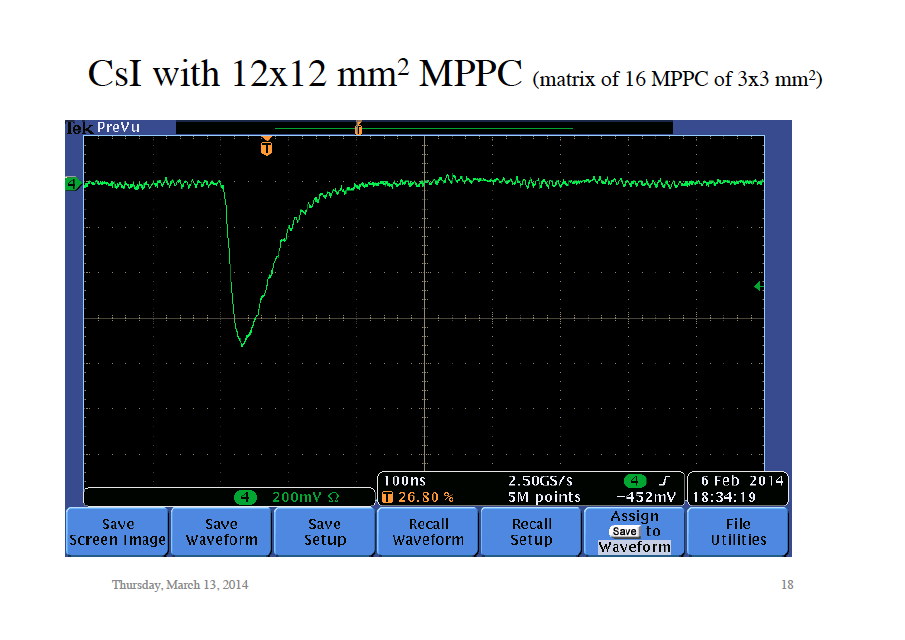 CsI with 12x12 mm² MPPC (matrix of 16 MPPC of 3x3 mm²)
Tek PreVu
T
T
4
100ns 2.50GS/s 4 6 Feb 2014
4 200mV Ω T 26.80 % 5M points −452mV 18:34:19
Save Screen Image
Save Waveform
Save Setup
Recall Waveform
Recall Setup
Assign Save to Waveform
File Utilities
Thursday, March 13, 2014 18